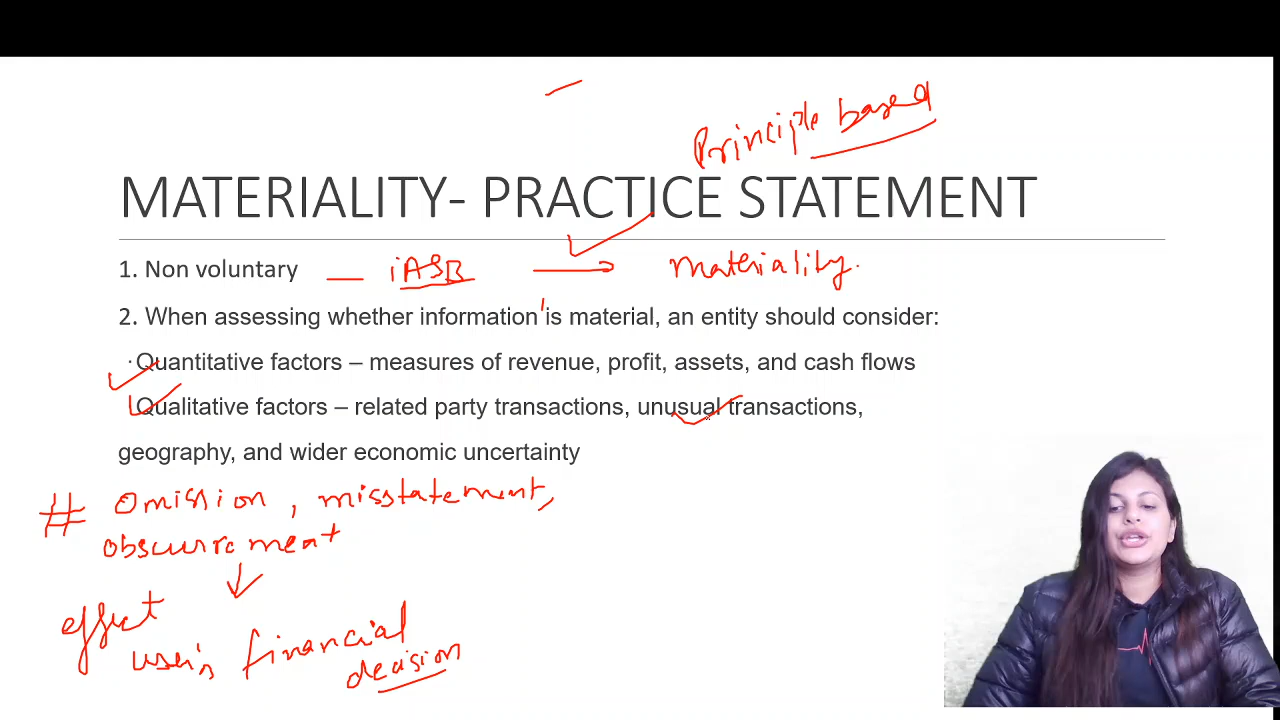 Principle based
MATERIALITY- PRACTICE STATEMENT
1. Non voluntary — iASB → materiality.
2. When assessing whether information is material, an entity should consider:
· Quantitative factors – measures of revenue, profit, assets, and cash flows
Qualitative factors – related party transactions, unusual transactions,
geography, and wider economic uncertainty
# omission, misstatement,
obscurement
effect
user's financial
decision